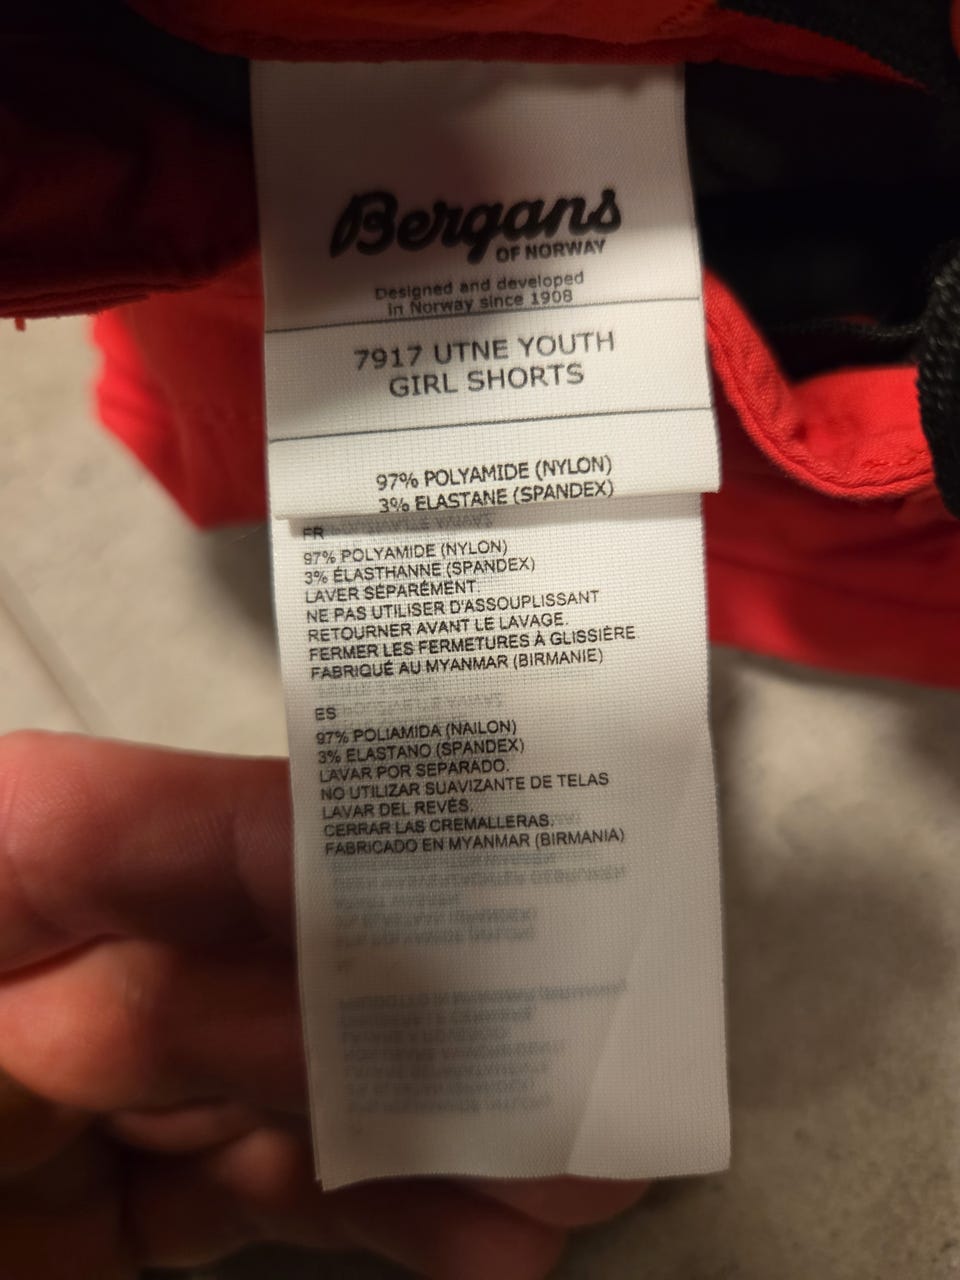 Bergans
OF NORWAY
Designed and developed
in Norway since 1908
7917 UTNE YOUTH
GIRL SHORTS
97% POLYAMIDE (NYLON)
3% ELASTANE (SPANDEX)
FR
97% POLYAMIDE (NYLON)
3% ÉLASTHANNE (SPANDEX)
LAVER SÉPARÉMENT.
NE PAS UTILISER D'ASSOUPLISSANT
RETOURNER AVANT LE LAVAGE.
FERMER LES FERMETURES À GLISSIÈRE
FABRIQUÉ AU MYANMAR (BIRMANIE)
ES
97% POLIAMIDA (NAILON)
3% ELASTANO (SPANDEX)
LAVAR POR SEPARADO.
NO UTILIZAR SUAVIZANTE DE TELAS
LAVAR DEL REVÉS.
CERRAR LAS CREMALLERAS.
FABRICADO EN MYANMAR (BIRMANIA)